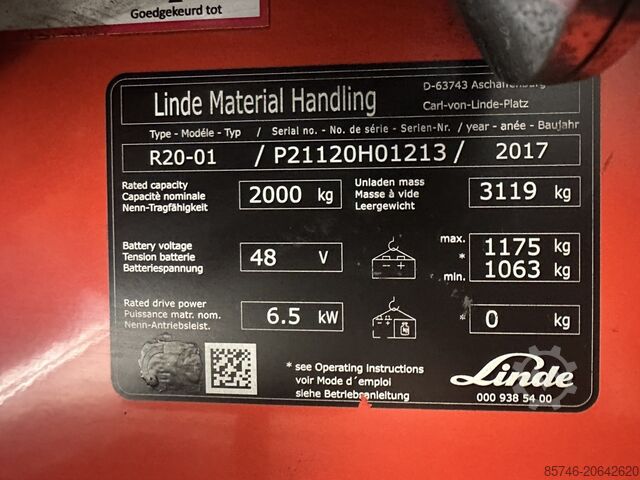 Goedgekeurd tot
Linde Material Handling
D-63743 Aschaffenburg
Carl-von-Linde-Platz
Type - Modéle - Typ / Serial no. - No. de série - Serien-Nr. / year - anée - Baujahr
R20-01 / P21120H01213 / 2017
Rated capacity
Capacité nominale
Nenn-Tragfähigkeit
2000 kg
Unladen mass
Masse à vide
Leergewicht
3119 kg
Battery voltage
Tension batterie
Batteriespannung
48 V
max. 1175 kg
*
min. 1063 kg
Rated drive power
Puissance matr. nom.
Nenn-Antriebsleist.
6.5 kW
* 0 kg
* see Operating instructions
voir Mode d´emploi
siehe Betriebsanleitung
Linde
000 938 54 00
85746-20642620